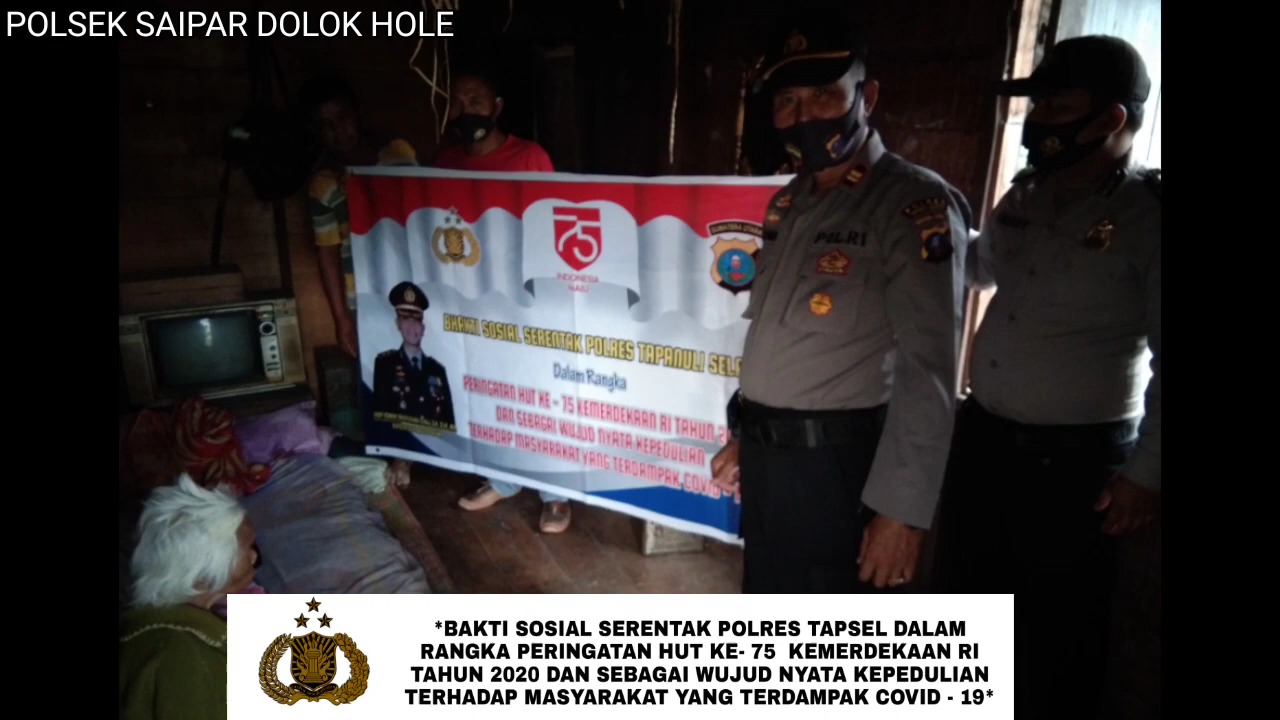 POLSEK SAIPAR DOLOK HOLE
75
INDONESIA
MAJU
SUMATERA UTARA
BHAKTI SOSIAL SERENTAK POLRES TAPANULI
Dalam Rangka
PERINGATAN HUT KE - 75 KEMERDEKAAN RI TAHUN
DAN SEBAGAI WUJUD NYATA KEPEDULIAN
TERHADAP MASYARAKAT YANG TERDAMPAK COVID -
POLRI
*BAKTI SOSIAL SERENTAK POLRES TAPSEL DALAM
RANGKA PERINGATAN HUT KE- 75 KEMERDEKAAN RI
TAHUN 2020 DAN SEBAGAI WUJUD NYATA KEPEDULIAN
TERHADAP MASYARAKAT YANG TERDAMPAK COVID - 19*